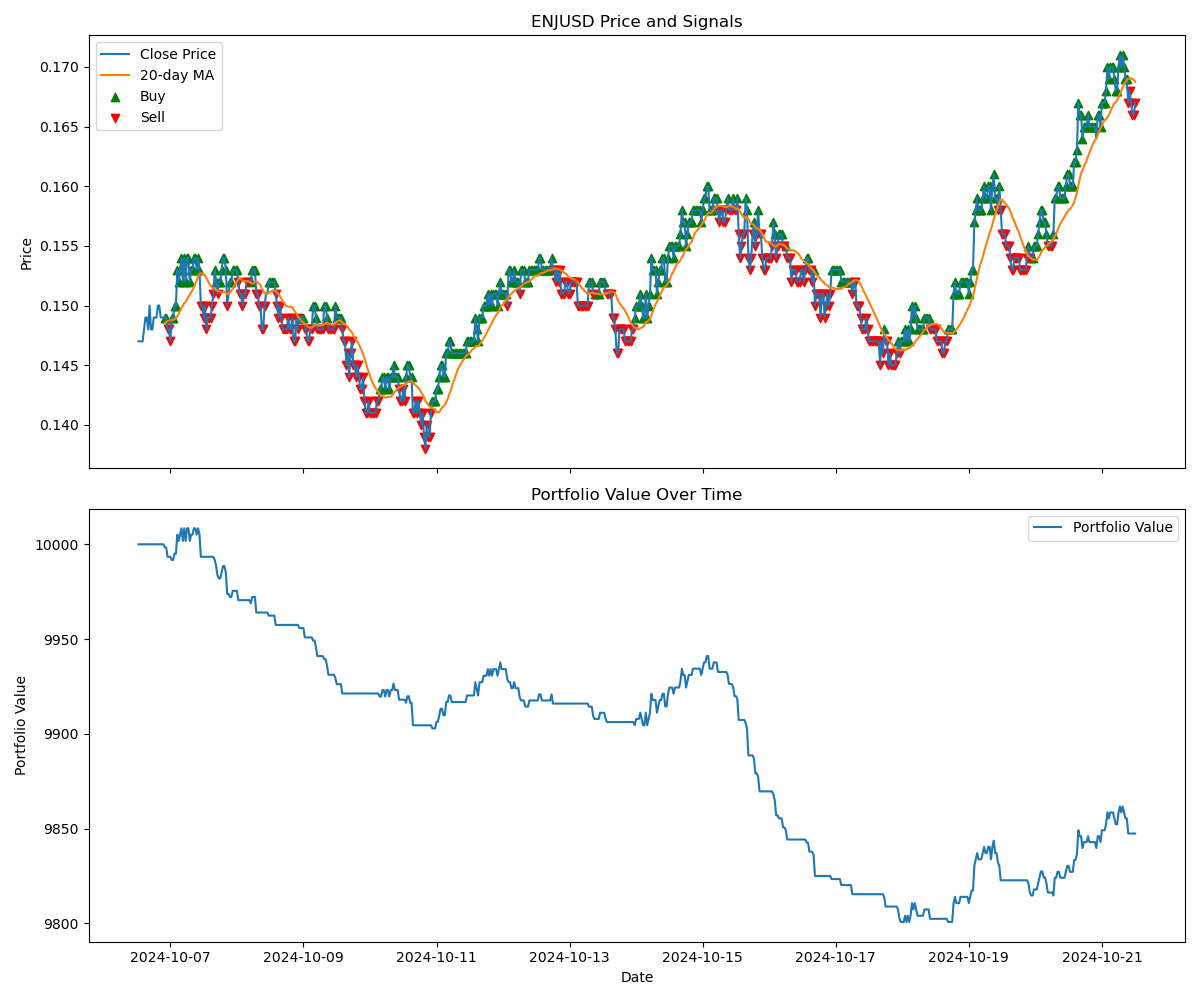 ENJUSD Price and Signals
Close Price
20-day MA
Buy
Sell
0.170
0.165
0.160
0.155
0.150
0.145
0.140
Price
Portfolio Value Over Time
Portfolio Value
10000
9950
9900
9850
9800
Portfolio Value
2024-10-07 2024-10-09 2024-10-11 2024-10-13 2024-10-15 2024-10-17 2024-10-19 2024-10-21
Date